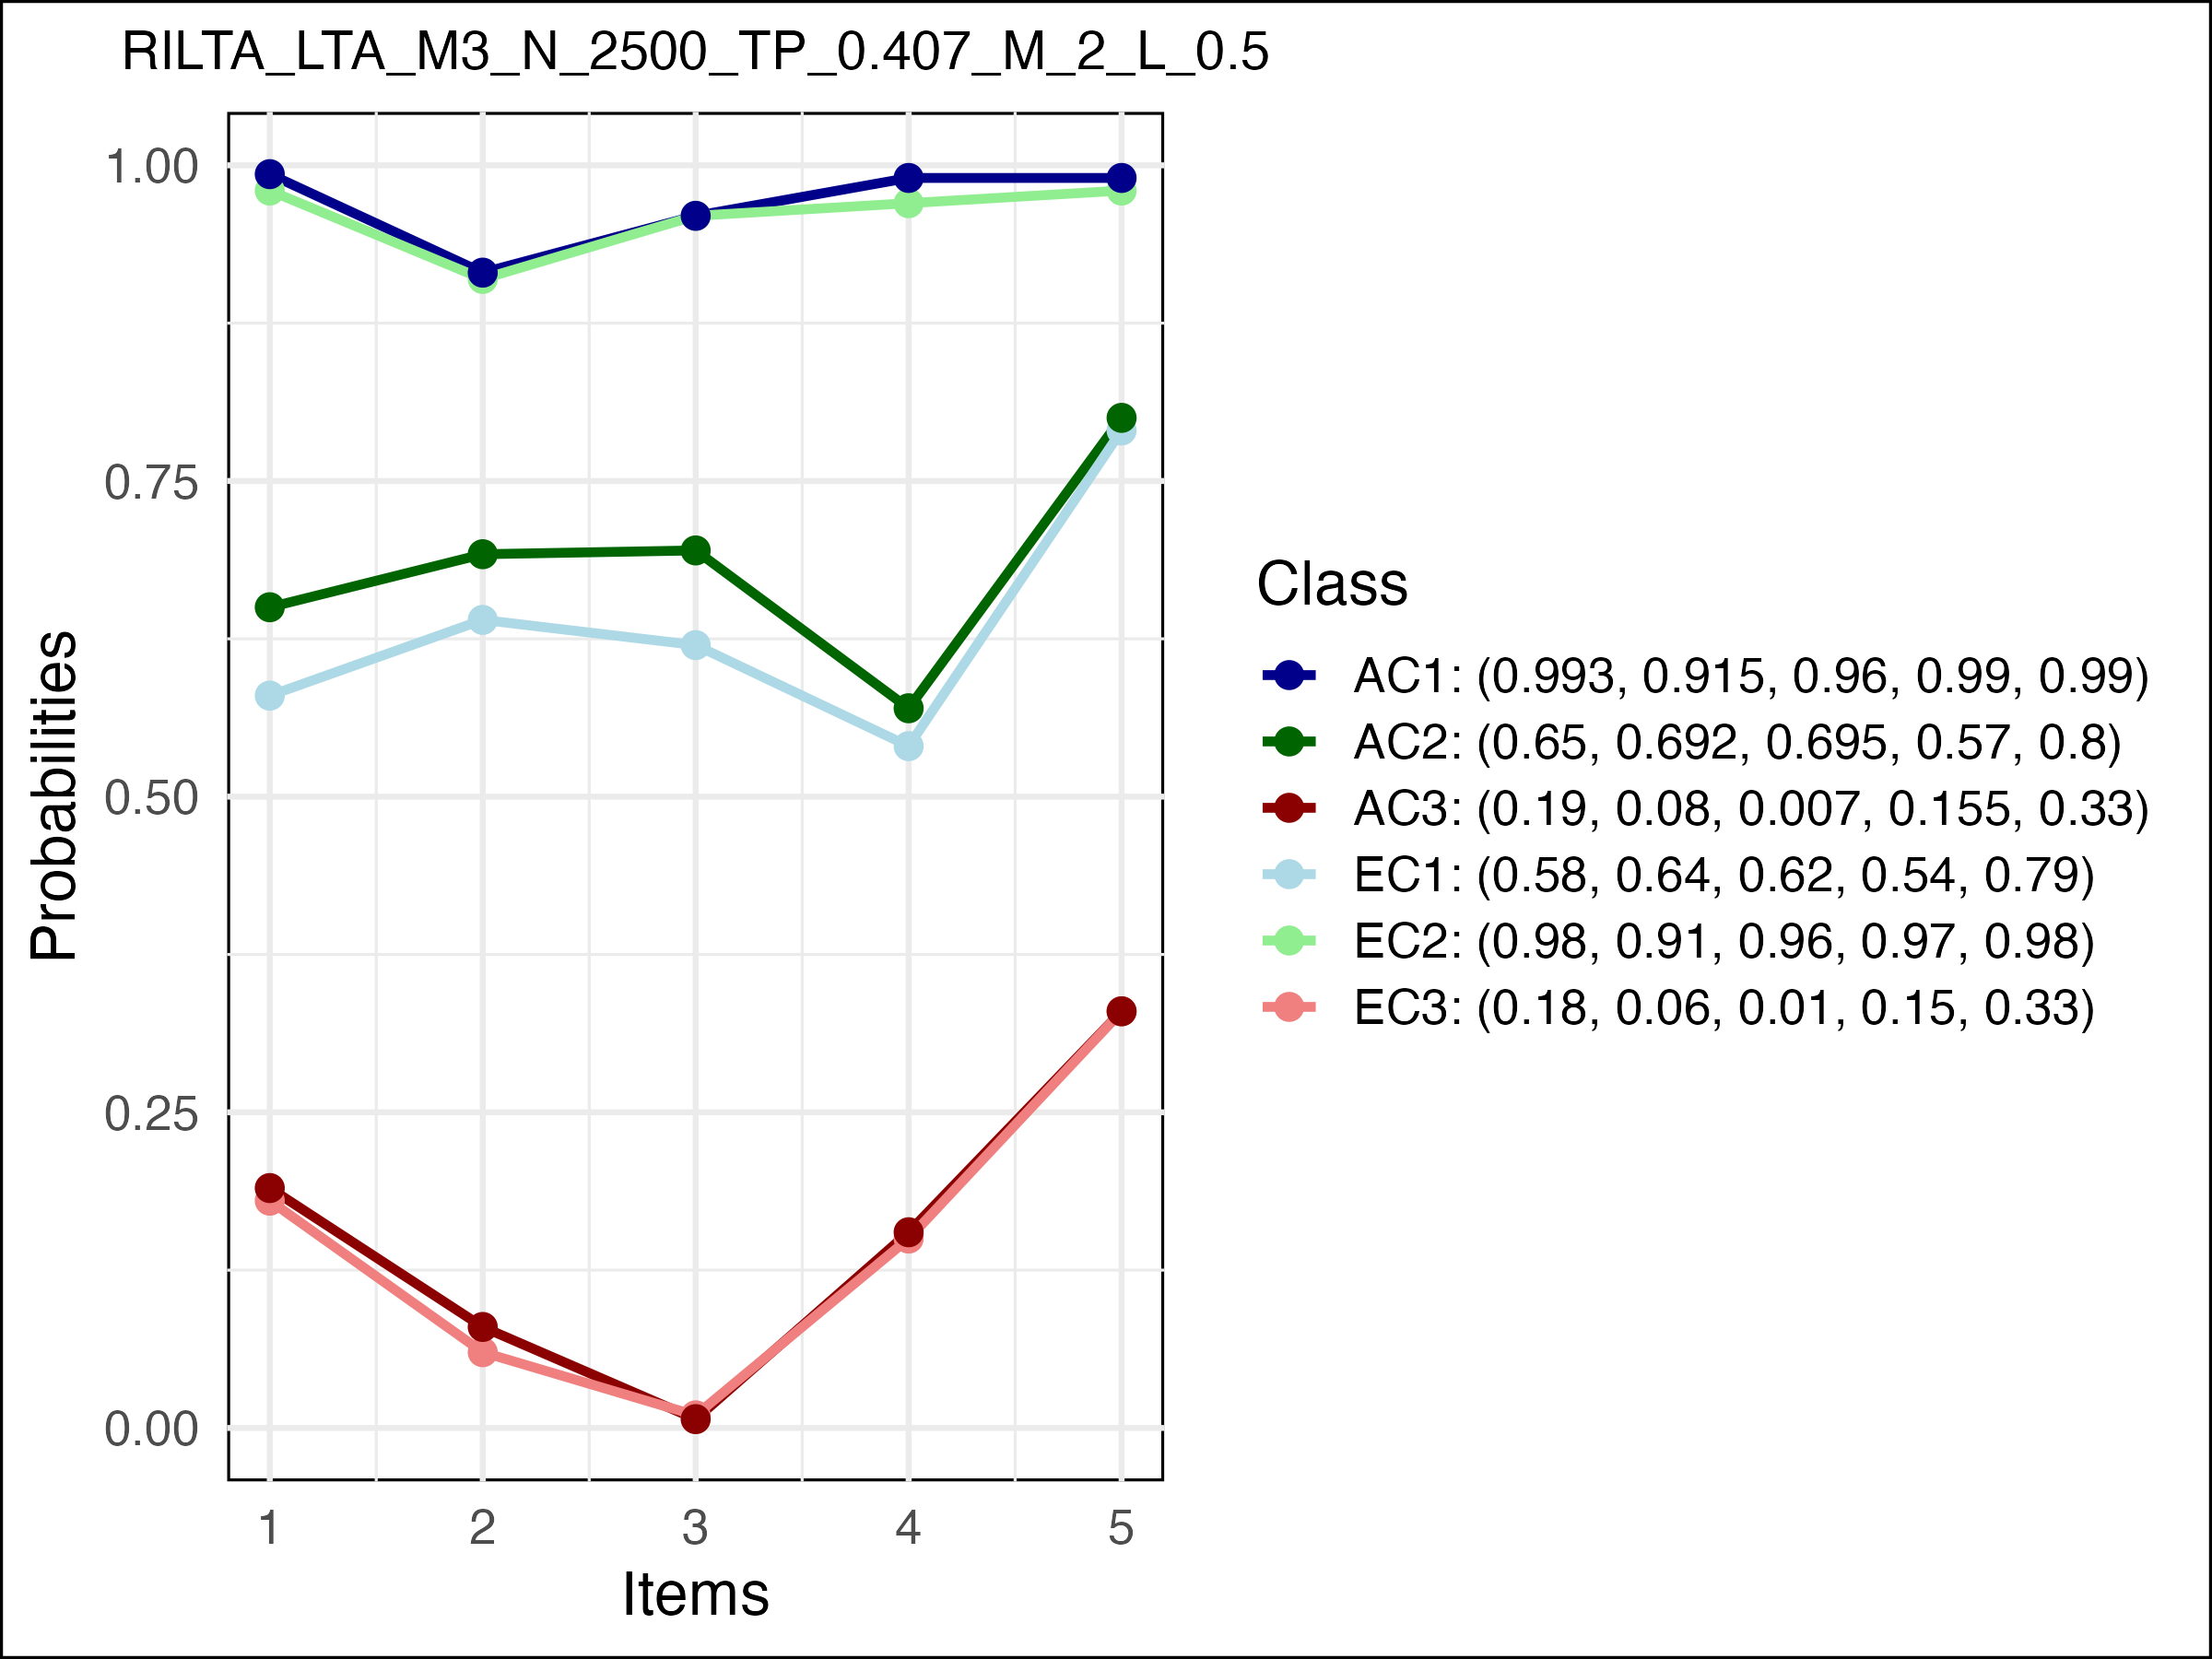 RILTA_LTA_M3_N_2500_TP_0.407_M_2_L_0.5
1.00
0.75
0.50
0.25
0.00
Probabilities
1 2 3 4 5
Items
Class
AC1: (0.993, 0.915, 0.96, 0.99, 0.99)
AC2: (0.65, 0.692, 0.695, 0.57, 0.8)
AC3: (0.19, 0.08, 0.007, 0.155, 0.33)
EC1: (0.58, 0.64, 0.62, 0.54, 0.79)
EC2: (0.98, 0.91, 0.96, 0.97, 0.98)
EC3: (0.18, 0.06, 0.01, 0.15, 0.33)